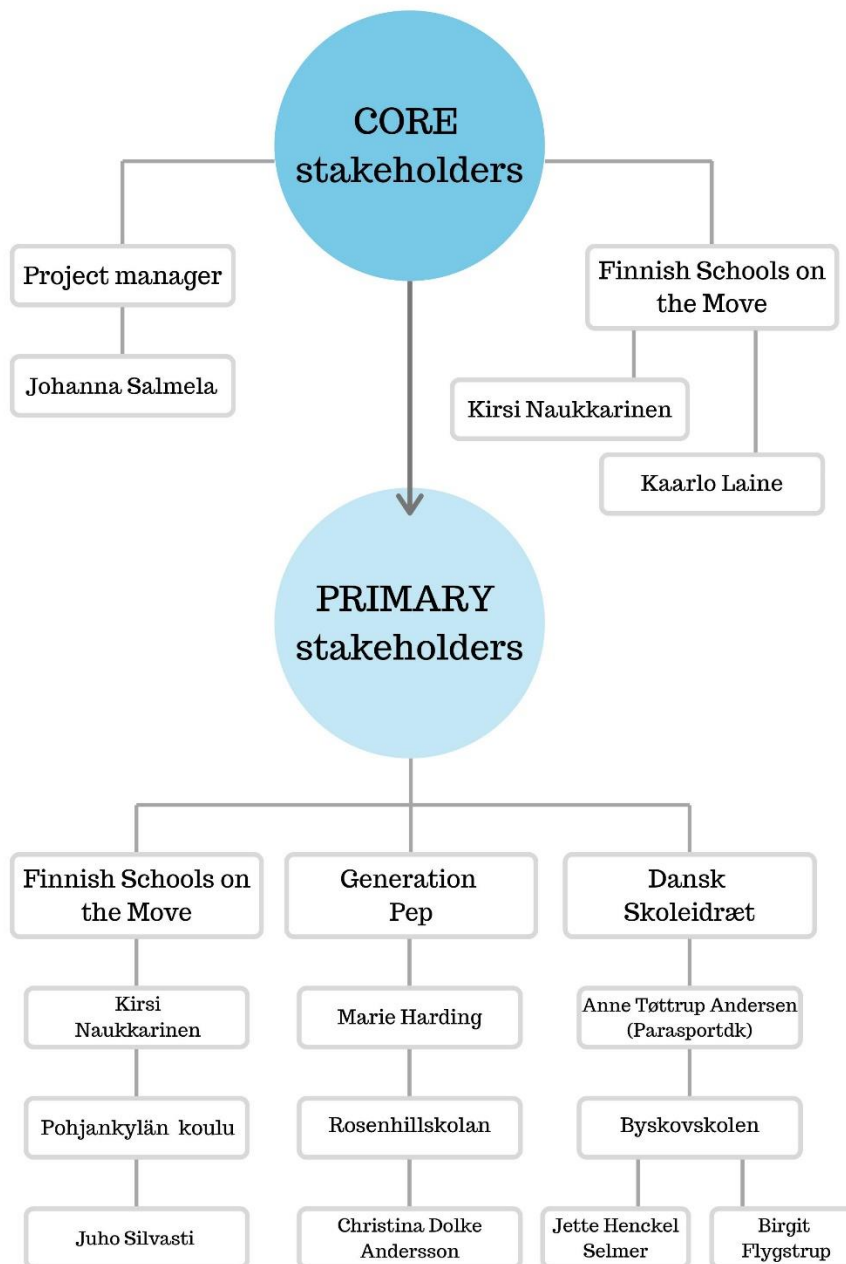 CORE
stakeholders
Project manager
Johanna Salmela
Finnish Schools on
the Move
Kirsi Naukkarinen
Kaarlo Laine
PRIMARY
stakeholders
Finnish Schools on
the Move
Kirsi
Naukkarinen
Pohjankylän koulu
Juho Silvasti
Generation
Pep
Marie Harding
Rosenhillskolan
Christina Dolke
Andersson
Dansk
Skoleidræt
Anne Tøttrup Andersen
(Parasportdk)
Byskovskolen
Jette Henckel
Selmer
Birgit
Flygstrup